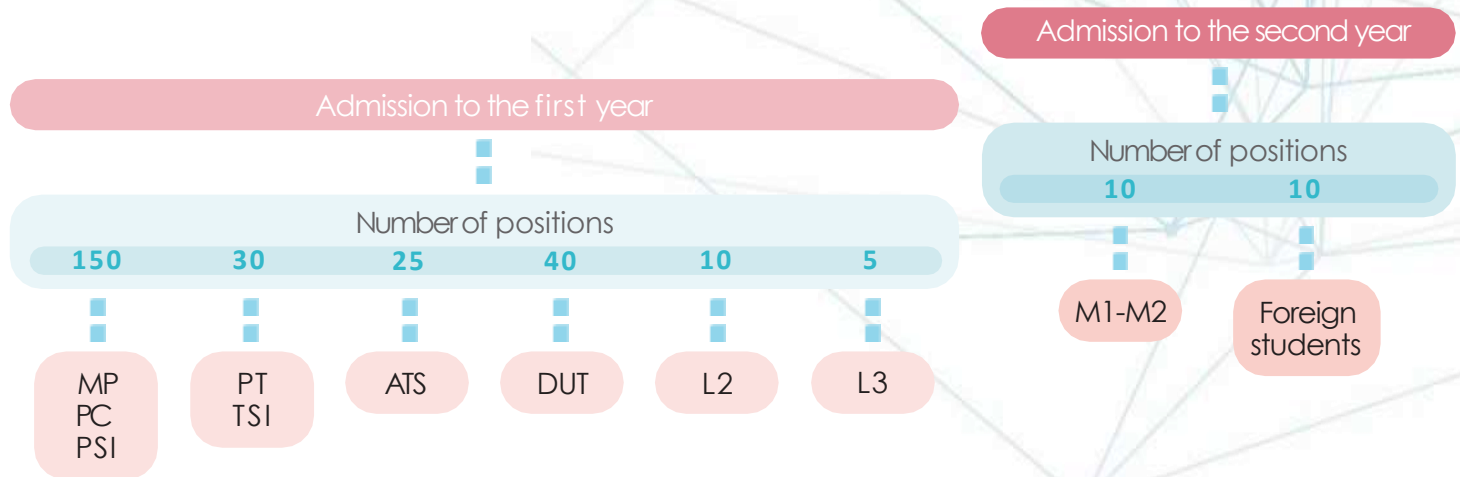 Admission to the first year
Number of positions
150 30 25 40 10 5
MP
PC
PSI
PT
TSI
ATS
DUT
L2
L3
Admission to the second year
Number of positions
10 10
M1-M2
Foreign
students